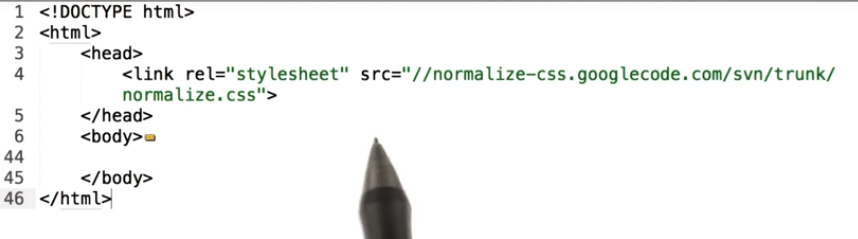 1 <!DOCTYPE html>
2 <html>
3 <head>
4 <link rel="stylesheet" src="//normalize-css.googlecode.com/svn/trunk/
normalize.css">
5 </head>
6 <body>
44
45 </body>
46 </html>